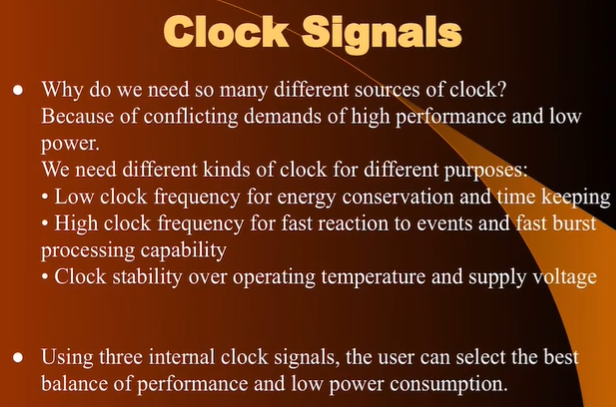 Clock Signals
● Why do we need so many different sources of clock?
Because of conflicting demands of high performance and low
power.
We need different kinds of clock for different purposes:
• Low clock frequency for energy conservation and time keeping
• High clock frequency for fast reaction to events and fast burst
processing capability
• Clock stability over operating temperature and supply voltage
● Using three internal clock signals, the user can select the best
balance of performance and low power consumption.